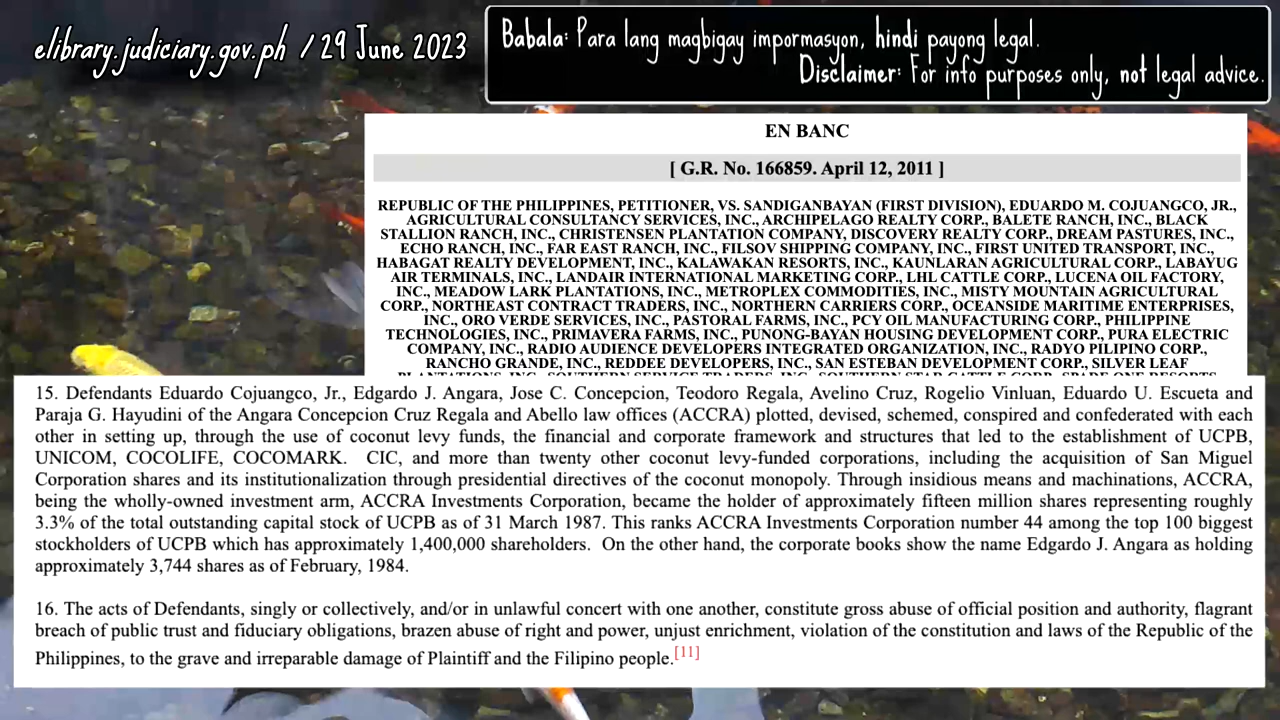 elibrary.judiciary.gov.ph / 29 June 2023
Babala: Para lang magbigay impormasyon, hindi payong legal.
Disclaimer: For info purposes only, not legal advice.
EN BANC
[ G.R. No. 166859. April 12, 2011 ]
REPUBLIC OF THE PHILIPPINES, PETITIONER, VS. SANDIGANBAYAN (FIRST DIVISION), EDUARDO M. COJUANGCO, JR.,
AGRICULTURAL CONSULTANCY SERVICES, INC., ARCHIPELAGO REALTY CORP., BALETE RANCH, INC., BLACK
STALLION RANCH, INC., CHRISTENSEN PLANTATION COMPANY, DISCOVERY REALTY CORP., DREAM PASTURES, INC.,
ECHO RANCH, INC., FAR EAST RANCH, INC., FILSOV SHIPPING COMPANY, INC., FIRST UNITED TRANSPORT, INC.,
HABAGAT REALTY DEVELOPMENT, INC., KALAWAKAN RESORTS, INC., KAUNLARAN AGRICULTURAL CORP., LABAYUG
AIR TERMINALS, INC., LANDAIR INTERNATIONAL MARKETING CORP., LHL CATTLE CORP., LUCENA OIL FACTORY,
INC., MEADOW LARK PLANTATIONS, INC., METROPLEX COMMODITIES, INC., MISTY MOUNTAIN AGRICULTURAL
CORP., NORTHEAST CONTRACT TRADERS, INC., NORTHERN CARRIERS CORP., OCEANSIDE MARITIME ENTERPRISES,
INC., ORO VERDE SERVICES, INC., PASTORAL FARMS, INC., PCY OIL MANUFACTURING CORP., PHILIPPINE
TECHNOLOGIES, INC., PRIMAVERA FARMS, INC., PUNONG-BAYAN HOUSING DEVELOPMENT CORP., PURA ELECTRIC
COMPANY, INC., RADIO AUDIENCE DEVELOPERS INTEGRATED ORGANIZATION, INC., RADYO PILIPINO CORP.,
RANCHO GRANDE, INC., REDDEE DEVELOPERS, INC., SAN ESTEBAN DEVELOPMENT CORP., SILVER LEAF
15. Defendants Eduardo Cojuangco, Jr., Edgardo J. Angara, Jose C. Concepcion, Teodoro Regala, Avelino Cruz, Rogelio Vinluan, Eduardo U. Escueta and
Paraja G. Hayudini of the Angara Concepcion Cruz Regala and Abello law offices (ACCRA) plotted, devised, schemed, conspired and confederated with each
other in setting up, through the use of coconut levy funds, the financial and corporate framework and structures that led to the establishment of UCPB,
UNICOM, COCOLIFE, COCOMARK. CIC, and more than twenty other coconut levy-funded corporations, including the acquisition of San Miguel
Corporation shares and its institutionalization through presidential directives of the coconut monopoly. Through insidious means and machinations, ACCRA,
being the wholly-owned investment arm, ACCRA Investments Corporation, became the holder of approximately fifteen million shares representing roughly
3.3% of the total outstanding capital stock of UCPB as of 31 March 1987. This ranks ACCRA Investments Corporation number 44 among the top 100 biggest
stockholders of UCPB which has approximately 1,400,000 shareholders. On the other hand, the corporate books show the name Edgardo J. Angara as holding
approximately 3,744 shares as of February, 1984.
16. The acts of Defendants, singly or collectively, and/or in unlawful concert with one another, constitute gross abuse of official position and authority, flagrant
breach of public trust and fiduciary obligations, brazen abuse of right and power, unjust enrichment, violation of the constitution and laws of the Republic of the
Philippines, to the grave and irreparable damage of Plaintiff and the Filipino people.[11]